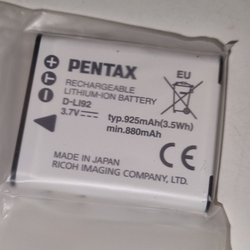 PENTAX
EU
RECHARGEABLE
LITHIUM-ION BATTERY
D-LI92
3.7V⎓ typ.925mAh(3.5Wh)
min.880mAh
CE
MADE IN JAPAN
RICOH IMAGING COMPANY, LTD.